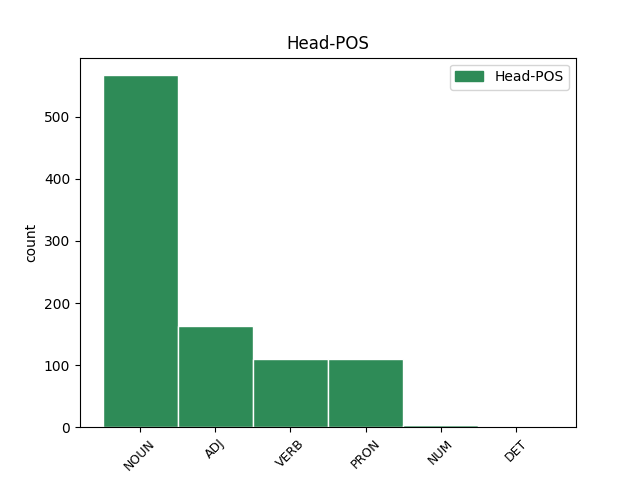 Head-POS
Head-POS
count
500
400
300
200
100
0
NOUN
ADJ
VERB
PRON
NUM
DET